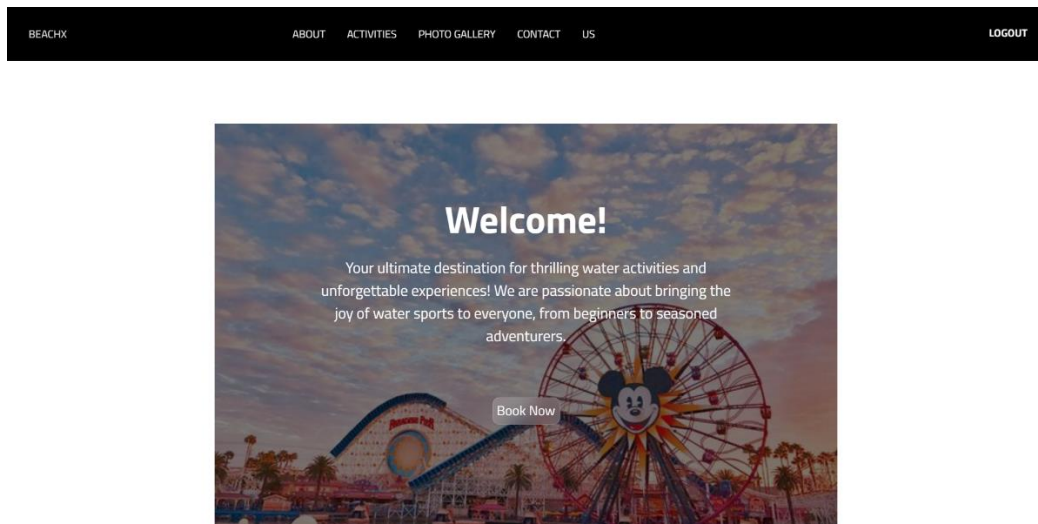 BEACHX ABOUT ACTIVITIES PHOTO GALLERY CONTACT US LOGOUT
Welcome!
Your ultimate destination for thrilling water activities and
unforgettable experiences! We are passionate about bringing the
joy of water sports to everyone, from beginners to seasoned
adventurers.
Book Now